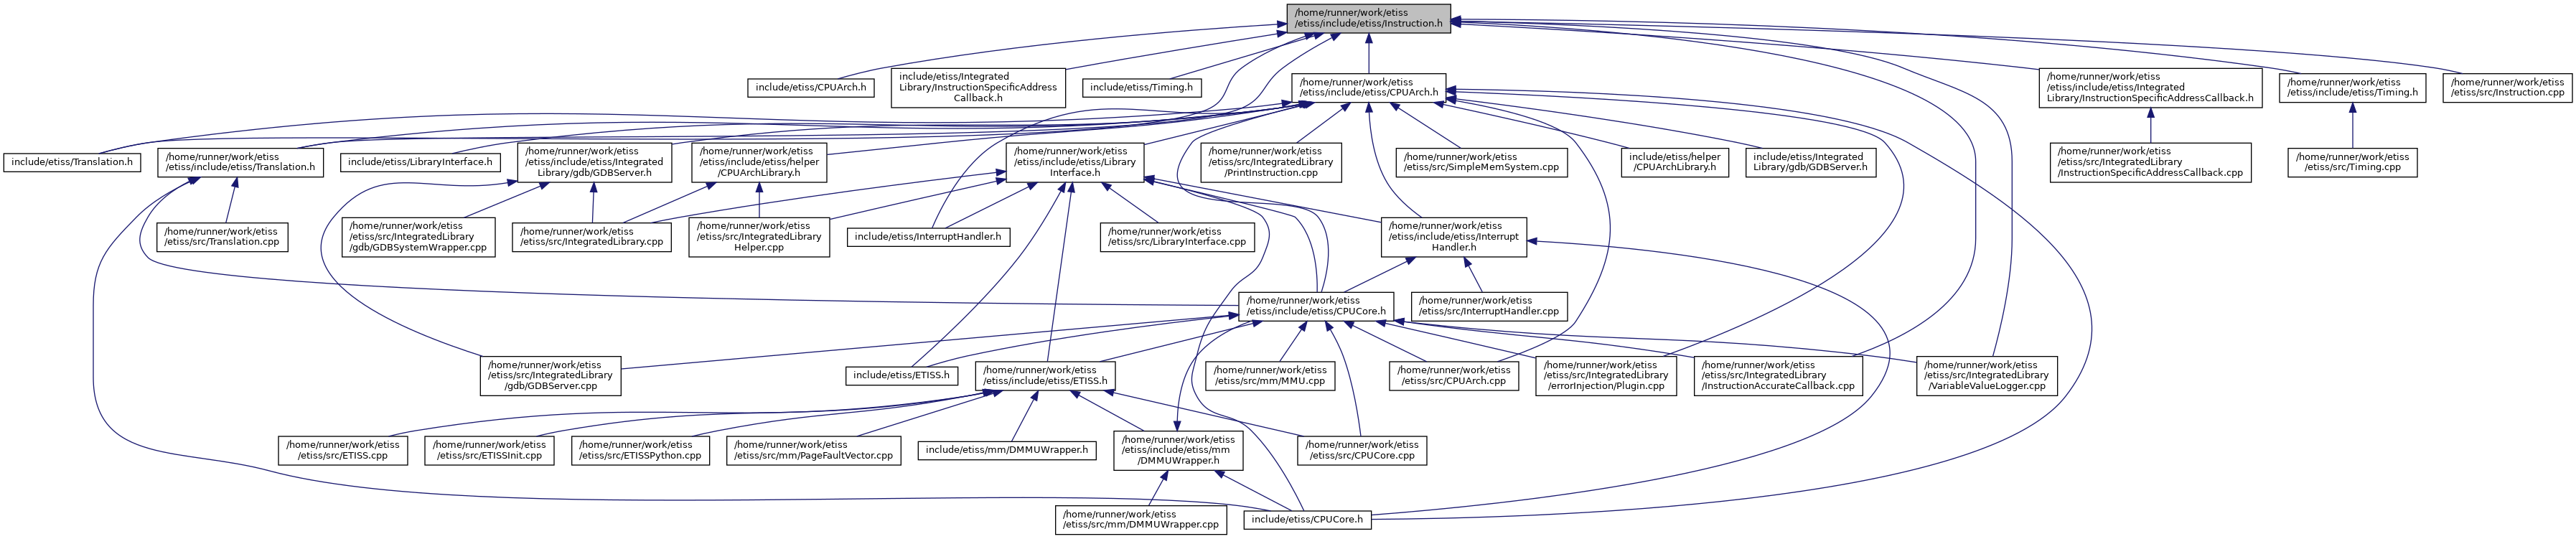 /home/runner/work/etiss
/etiss/include/etiss/Instruction.h
include/etiss/CPUArch.h
include/etiss/Integrated
Library/InstructionSpecificAddress
Callback.h
include/etiss/Timing.h
/home/runner/work/etiss
/etiss/include/etiss/CPUArch.h
/home/runner/work/etiss
/etiss/include/etiss/Integrated
Library/InstructionSpecificAddressCallback.h
/home/runner/work/etiss
/etiss/include/etiss/Timing.h
/home/runner/work/etiss
/etiss/src/Instruction.cpp
include/etiss/Translation.h
/home/runner/work/etiss
/etiss/include/etiss/Translation.h
include/etiss/LibraryInterface.h
/home/runner/work/etiss
/etiss/include/etiss/Integrated
Library/gdb/GDBServer.h
/home/runner/work/etiss
/etiss/include/etiss/helper
/CPUArchLibrary.h
/home/runner/work/etiss
/etiss/include/etiss/Library
Interface.h
/home/runner/work/etiss
/etiss/src/IntegratedLibrary
/PrintInstruction.cpp
/home/runner/work/etiss
/etiss/src/SimpleMemSystem.cpp
include/etiss/helper
/CPUArchLibrary.h
include/etiss/Integrated
Library/gdb/GDBServer.h
/home/runner/work/etiss
/etiss/src/IntegratedLibrary
/InstructionSpecificAddressCallback.cpp
/home/runner/work/etiss
/etiss/src/Timing.cpp
/home/runner/work/etiss
/etiss/src/Translation.cpp
/home/runner/work/etiss
/etiss/src/IntegratedLibrary
/gdb/GDBSystemWrapper.cpp
/home/runner/work/etiss
/etiss/src/IntegratedLibrary.cpp
/home/runner/work/etiss
/etiss/src/IntegratedLibrary
Helper.cpp
include/etiss/InterruptHandler.h
/home/runner/work/etiss
/etiss/src/LibraryInterface.cpp
/home/runner/work/etiss
/etiss/include/etiss/Interrupt
Handler.h
/home/runner/work/etiss
/etiss/include/etiss/CPUCore.h
/home/runner/work/etiss
/etiss/src/InterruptHandler.cpp
/home/runner/work/etiss
/etiss/src/IntegratedLibrary
/gdb/GDBServer.cpp
include/etiss/ETISS.h
/home/runner/work/etiss
/etiss/include/etiss/ETISS.h
/home/runner/work/etiss
/etiss/src/mm/MMU.cpp
/home/runner/work/etiss
/etiss/src/CPUArch.cpp
/home/runner/work/etiss
/etiss/src/IntegratedLibrary
/errorInjection/Plugin.cpp
/home/runner/work/etiss
/etiss/src/IntegratedLibrary
/InstructionAccurateCallback.cpp
/home/runner/work/etiss
/etiss/src/IntegratedLibrary
/VariableValueLogger.cpp
/home/runner/work/etiss
/etiss/src/ETISS.cpp
/home/runner/work/etiss
/etiss/src/ETISSInit.cpp
/home/runner/work/etiss
/etiss/src/ETISSPython.cpp
/home/runner/work/etiss
/etiss/src/mm/PageFaultVector.cpp
include/etiss/mm/DMMUWrapper.h
/home/runner/work/etiss
/etiss/include/etiss/mm
/DMMUWrapper.h
/home/runner/work/etiss
/etiss/src/CPUCore.cpp
/home/runner/work/etiss
/etiss/src/mm/DMMUWrapper.cpp
include/etiss/CPUCore.h